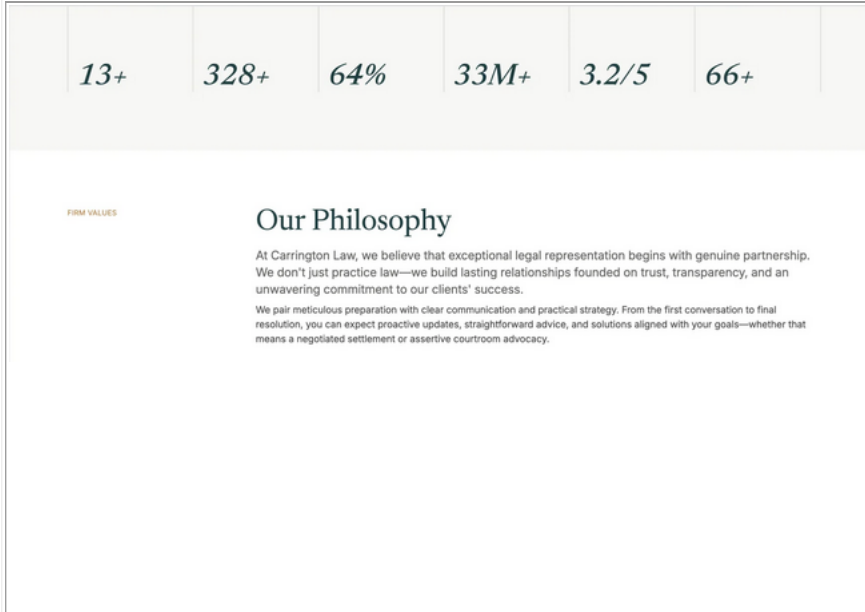 13+ 328+ 64% 33M+ 3.2/5 66+
FIRM VALUES
Our Philosophy
At Carrington Law, we believe that exceptional legal representation begins with genuine partnership.
We don't just practice law—we build lasting relationships founded on trust, transparency, and an
unwavering commitment to our clients' success.
We pair meticulous preparation with clear communication and practical strategy. From the first conversation to final
resolution, you can expect proactive updates, straightforward advice, and solutions aligned with your goals—whether that
means a negotiated settlement or assertive courtroom advocacy.